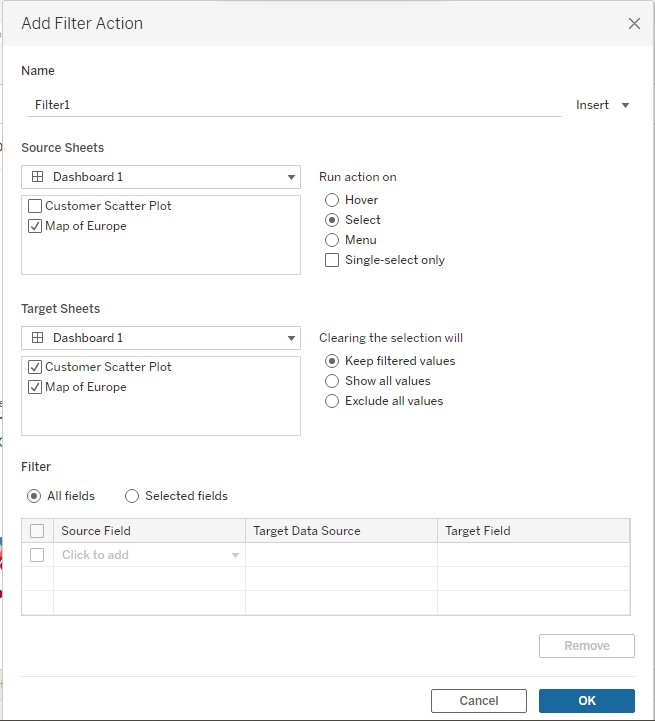 Add Filter Action
Name
Filter1
Insert
Source Sheets
Dashboard 1
Run action on
Customer Scatter Plot
Map of Europe
Hover
Select
Menu
Single-select only
Target Sheets
Dashboard 1
Clearing the selection will
Customer Scatter Plot
Map of Europe
Keep filtered values
Show all values
Exclude all values
Filter
All fields
Selected fields
Source Field
Target Data Source
Target Field
Click to add
Remove
Cancel
OK